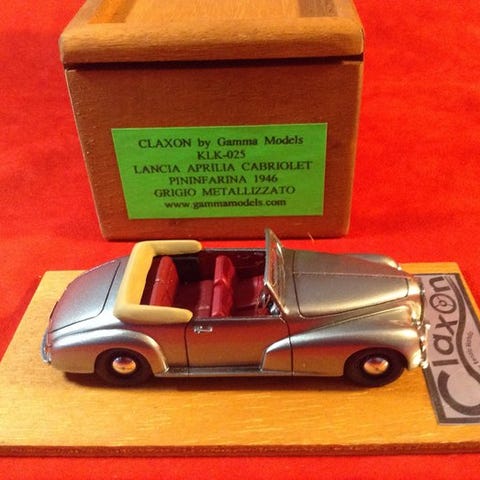 CLAXON by Gamma Models
KLK-025
LANCIA APRILIA CABRIOLET
PININFARINA 1946
GRIGIO METALLIZZATO
www.gammamodels.com
Claxon